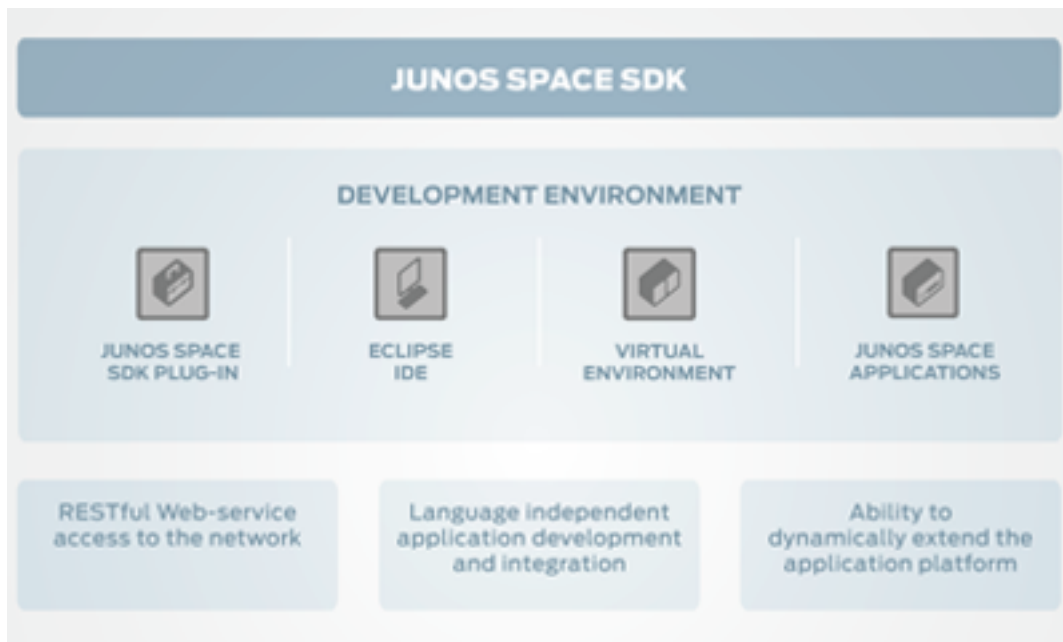 JUNOS SPACE SDK
DEVELOPMENT ENVIRONMENT
JUNOS SPACE
SDK PLUG-IN
ECLIPSE
IDE
VIRTUAL
ENVIRONMENT
JUNOS SPACE
APPLICATIONS
RESTful Web-service
access to the network
Language independent
application development
and integration
Ability to
dynamically extend the
application platform